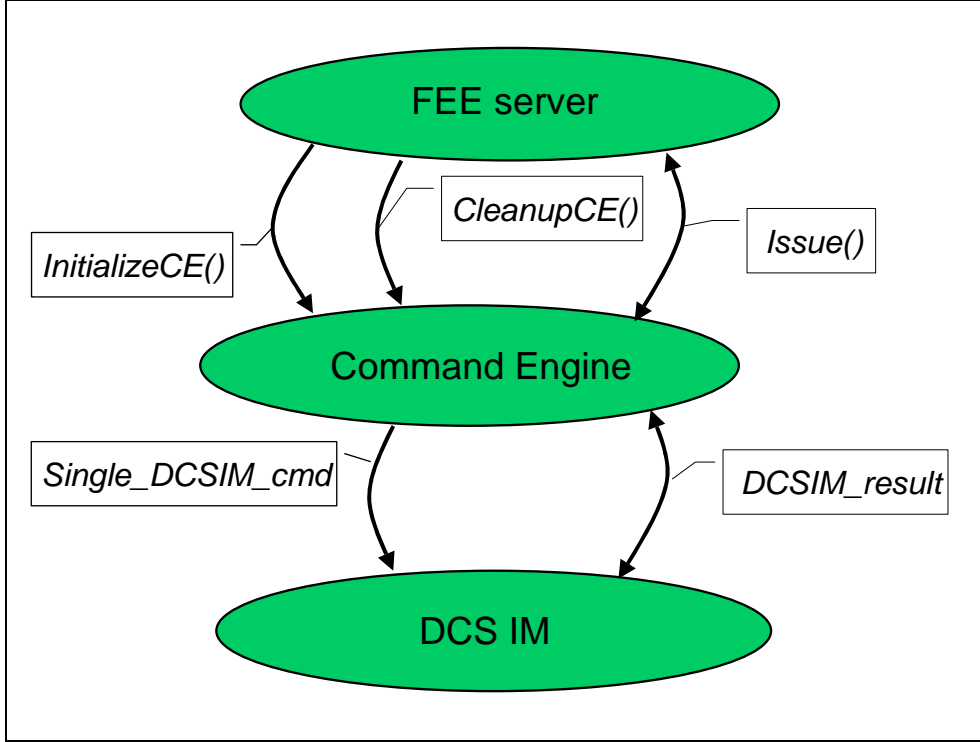 FEE server
CleanupCE()
InitializeCE()
Issue()
Command Engine
Single_DCSIM_cmd
DCSIM_result
DCS IM